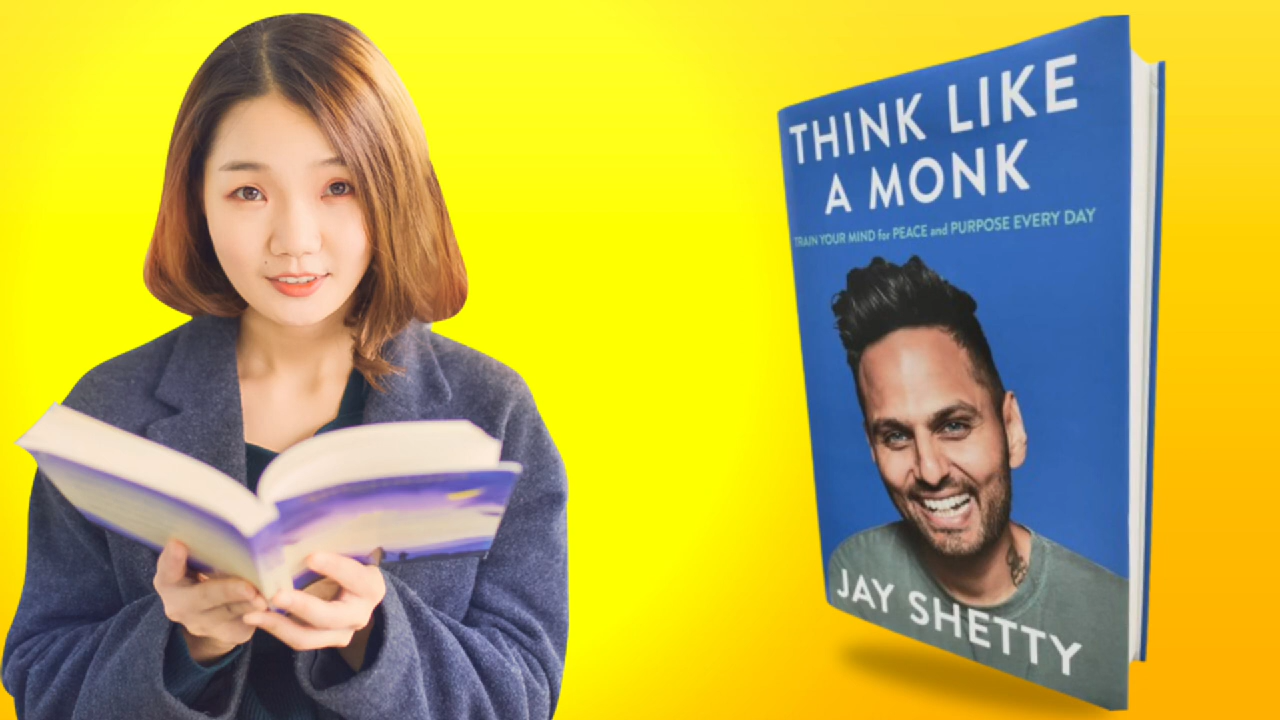 THINK LIKE
A MONK
TRAIN YOUR MIND for PEACE and PURPOSE EVERY DAY
JAY SHETTY